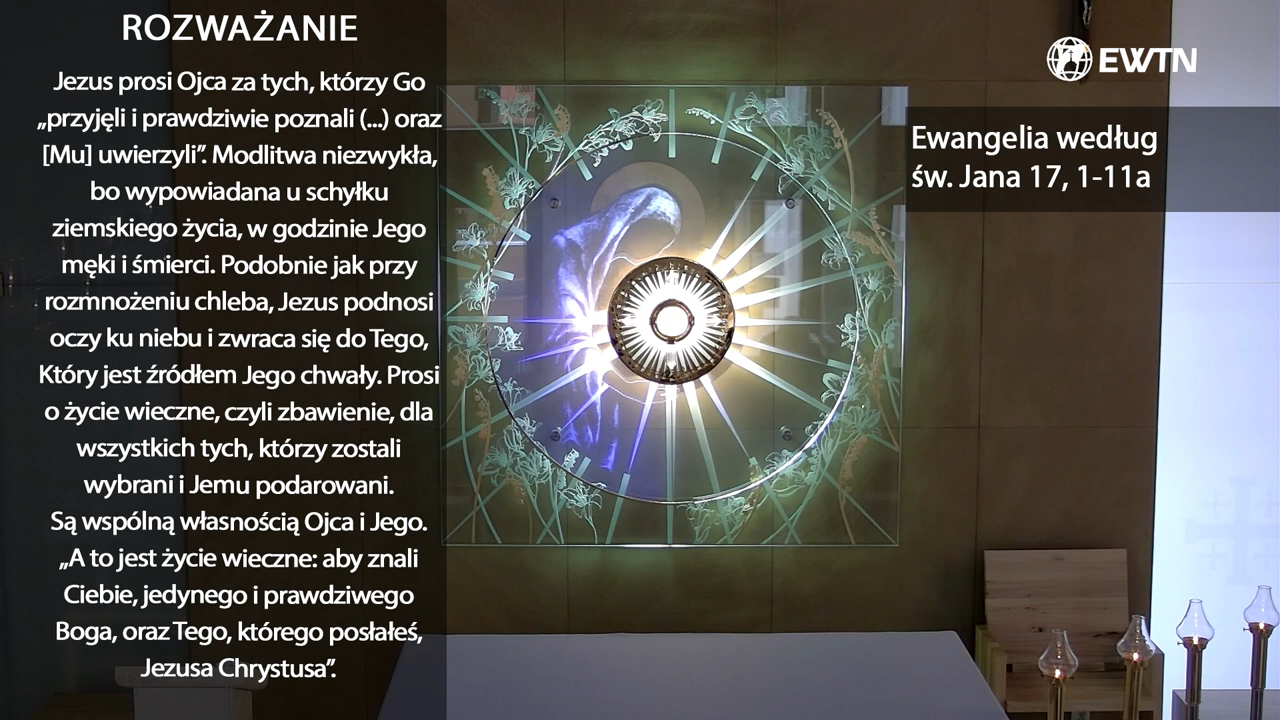 ROZWAŻANIE
Jezus prosi Ojca za tych, którzy Go
„przyjęli i prawdziwie poznali (...) oraz
[Mu] uwierzyli”. Modlitwa niezwykła,
bo wypowiadana u schyłku
ziemskiego życia, w godzinie Jego
męki i śmierci. Podobnie jak przy
rozmnożeniu chleba, Jezus podnosi
oczy ku niebu i zwraca się do Tego,
Który jest źródłem Jego chwały. Prosi
o życie wieczne, czyli zbawienie, dla
wszystkich tych, którzy zostali
wybrani i Jemu podarowani.
Są wspólną własnością Ojca i Jego.
„A to jest życie wieczne: aby znali
Ciebie, jedynego i prawdziwego
Boga, oraz Tego, którego posłałeś,
Jezusa Chrystusa”.
EWTN
Ewangelia według
św. Jana 17, 1-11a